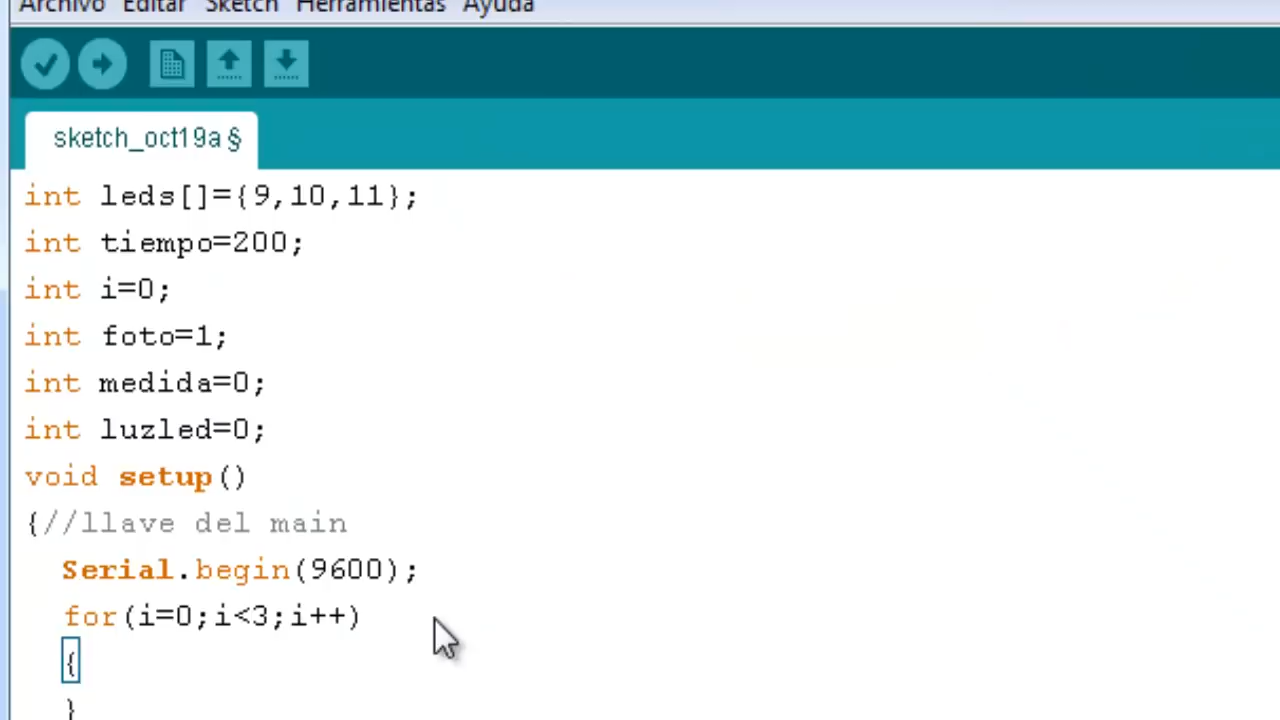 Archivo Editar Sketch Herramientas Ayuda
sketch_oct19a §
int leds[]={9,10,11};
int tiempo=200;
int i=0;
int foto=1;
int medida=0;
int luzled=0;
void setup()
{//llave del main
Serial.begin(9600);
for(i=0;i<3;i++)
{
}